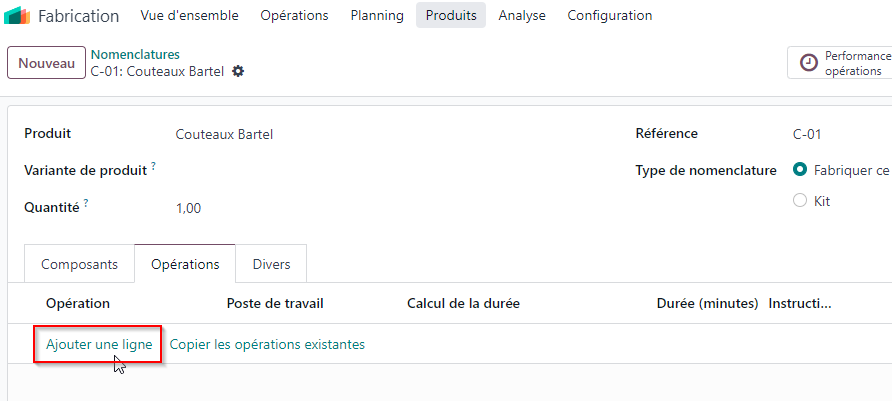 Fabrication Vue d'ensemble Opérations Planning Produits Analyse Configuration
Nouveau
Nomenclatures
C-01: Couteaux Bartel
Performance
opérations
Produit Couteaux Bartel Référence C-01
Variante de produit ? Type de nomenclature Fabriquer ce
Quantité ? 1,00 Kit
Composants Opérations Divers
Opération Poste de travail Calcul de la durée Durée (minutes) Instructi...
Ajouter une ligne Copier les opérations existantes